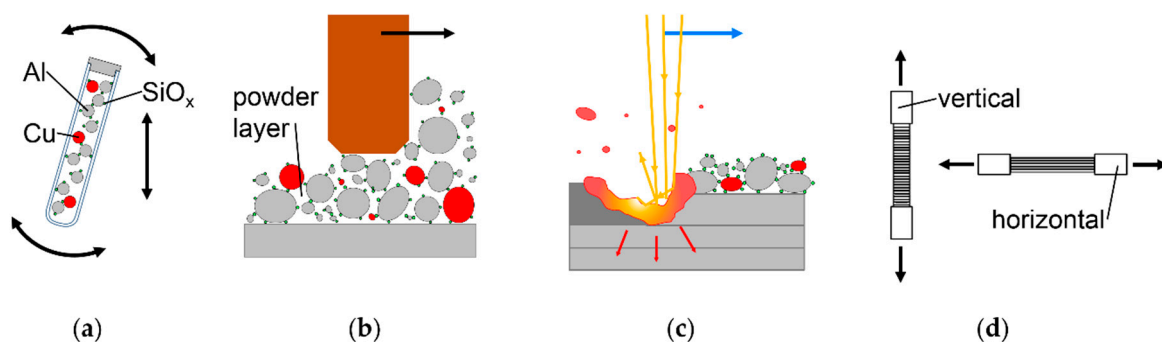 Al
SiOx
Cu
powder
layer
vertical
horizontal
(a)
(b)
(c)
(d)